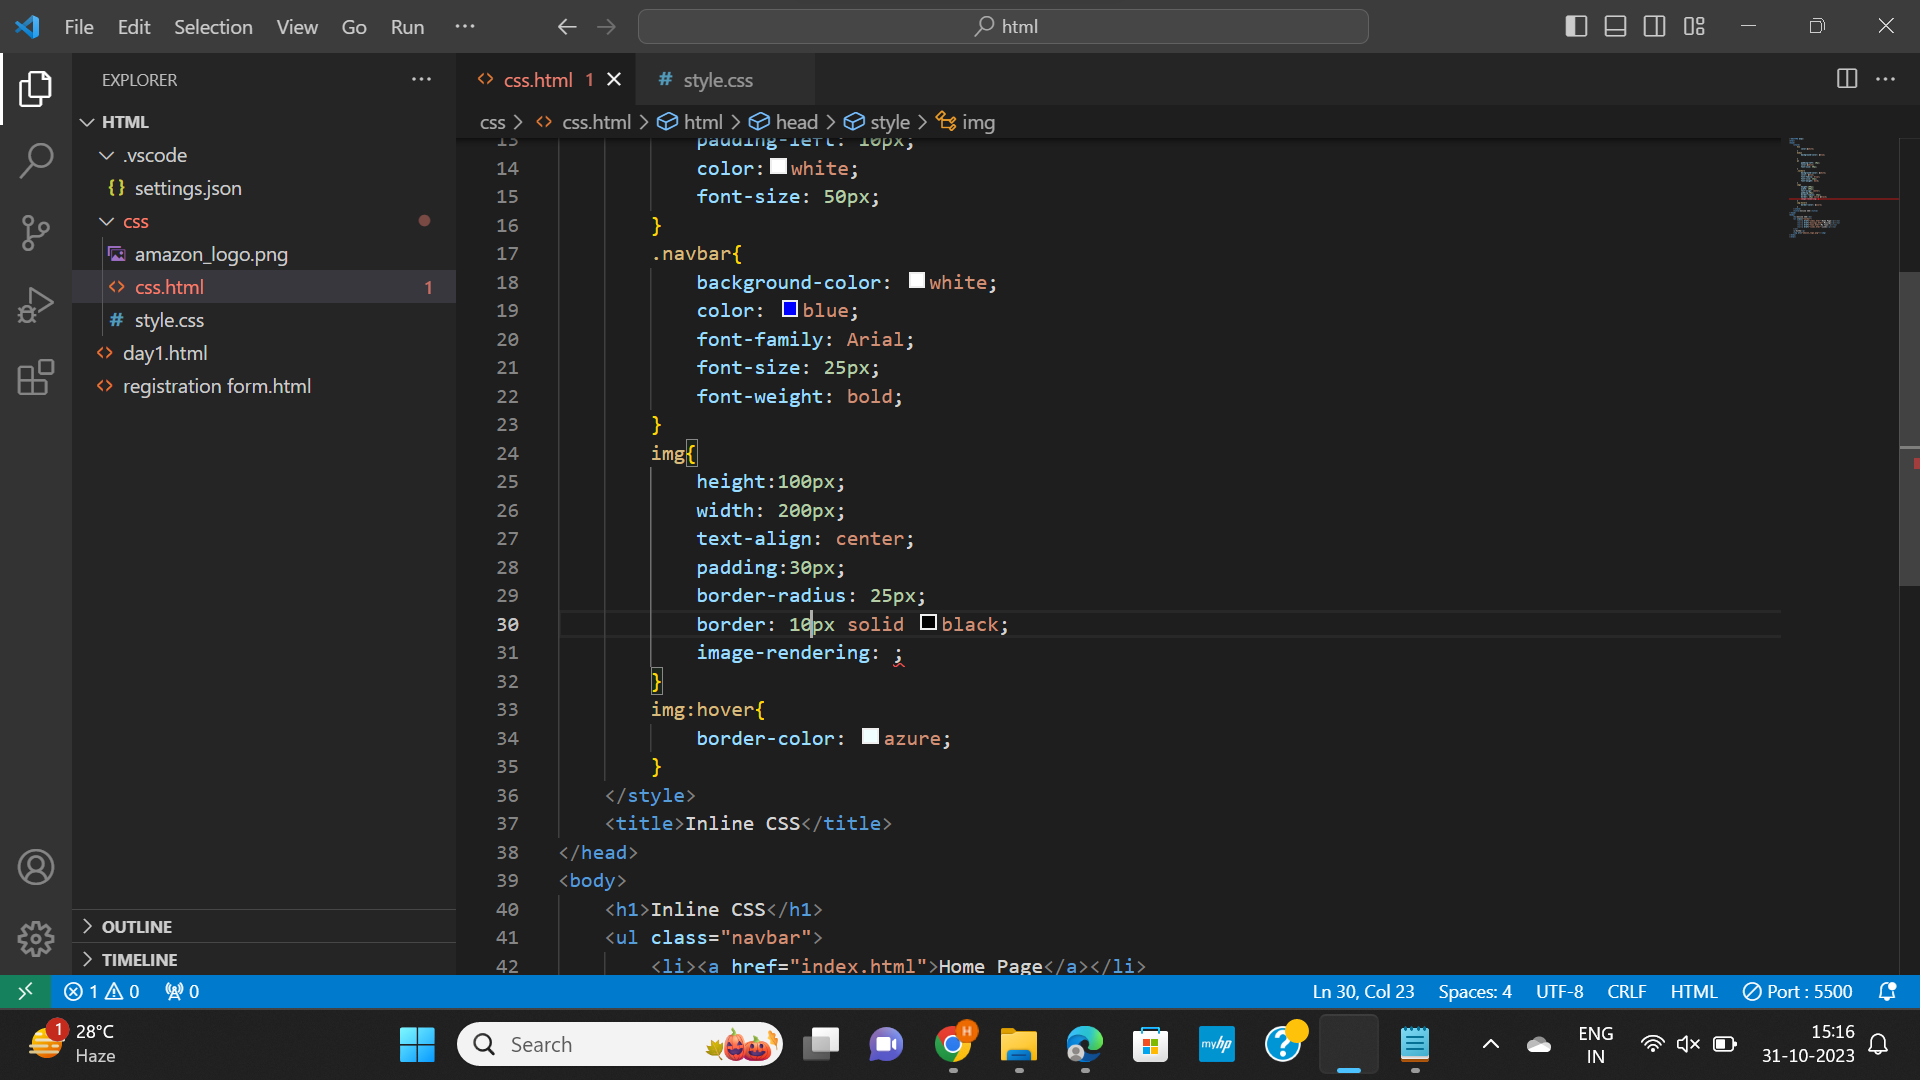 File Edit Selection View Go Run ··· html
EXPLORER ···
HTML
.vscode
{} settings.json
css
amazon_logo.png
<> css.html 1
# style.css
<> day1.html
<> registration form.html
OUTLINE
TIMELINE
<> css.html 1 # style.css
css > <> css.html > html > head > style > img
13 padding-left: 10px;
14 color: white;
15 font-size: 50px;
16 }
17 .navbar{
18 background-color: white;
19 color: blue;
20 font-family: Arial;
21 font-size: 25px;
22 font-weight: bold;
23 }
24 img{
25 height:100px;
26 width: 200px;
27 text-align: center;
28 padding:30px;
29 border-radius: 25px;
30 border: 10px solid black;
31 image-rendering: ;
32 }
33 img:hover{
34 border-color: azure;
35 }
36 </style>
37 <title>Inline CSS</title>
38 </head>
39 <body>
40 <h1>Inline CSS</h1>
41 <ul class="navbar">
42 <li><a href="index.html">Home Page</a></li>
1 0 0 Ln 30, Col 23 Spaces: 4 UTF-8 CRLF HTML Port : 5500
1 28°C
Haze
Search
H
myhp
?
ENG
IN
15:16
31-10-2023